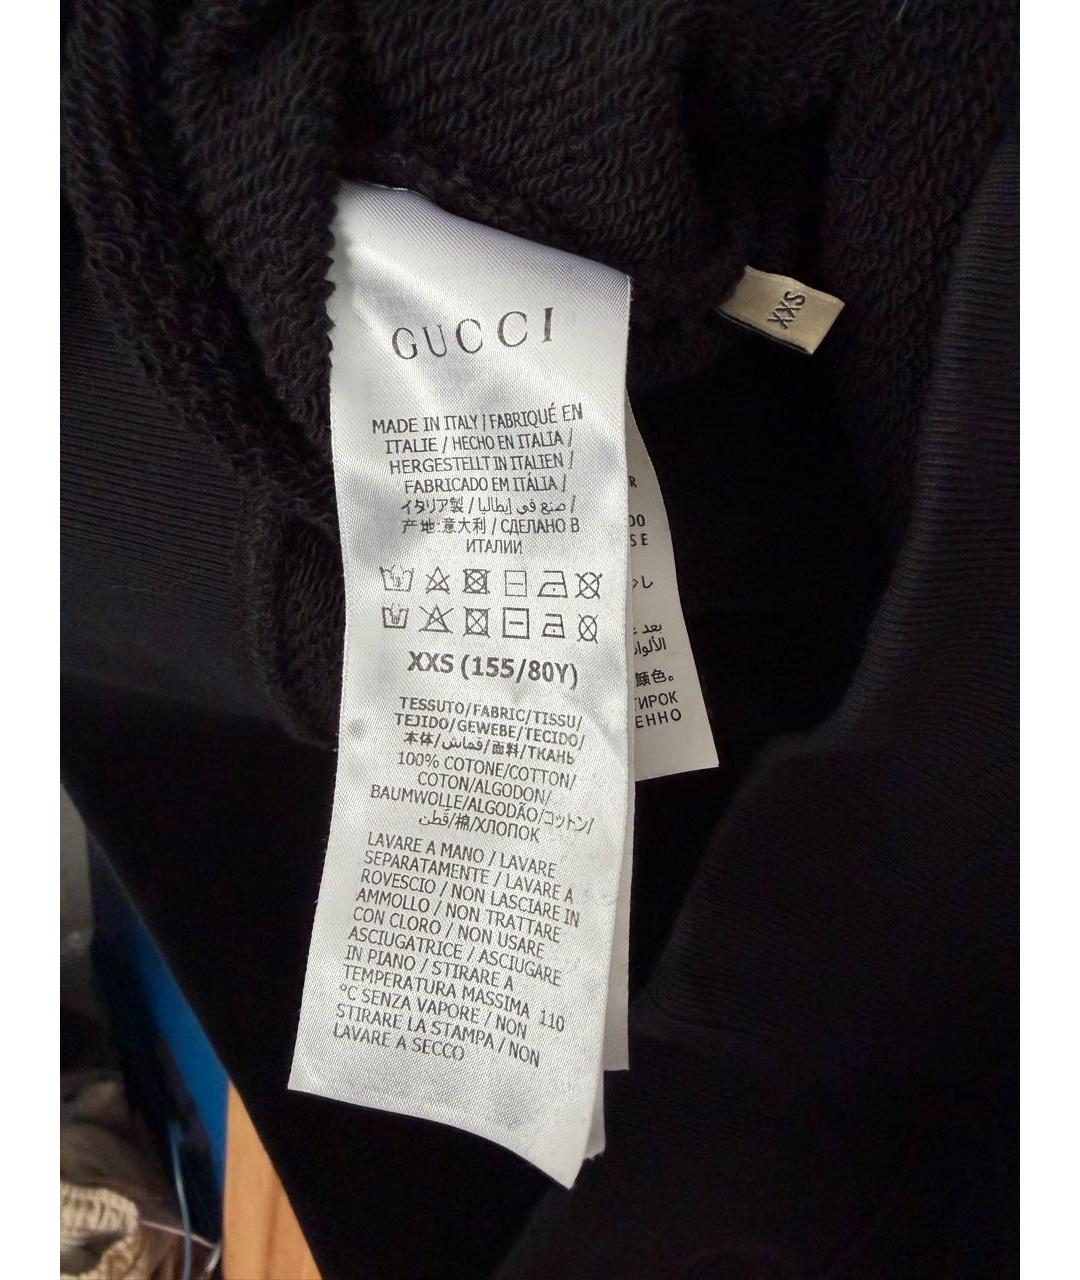 GUCCI
MADE IN ITALY / FABRIQUÉ EN
ITALIE / HECHO EN ITALIA /
HERGESTELLT IN ITALIEN /
FABRICADO EM ITÁLIA /
イタリア製 / صنع في إيطاليا /
产地:意大利 / СДЕЛАНО В
ИТАЛИИ
XXS (155/80Y)
TESSUTO/FABRIC/TISSU/
TEJIDO/GEWEBE/TECIDO/
本体/قماش/面料/ТКАНЬ
100% COTONE/COTTON/
COTON/ALGODON/
BAUMWOLLE/ALGODÃO/コットン/
قطن/棉/ХЛОПОК
LAVARE A MANO / LAVARE
SEPARATAMENTE / LAVARE A
ROVESCIO / NON LASCIARE IN
AMMOLLO / NON TRATTARE
CON CLORO / NON USARE
ASCIUGATRICE / ASCIUGARE
IN PIANO / STIRARE A
TEMPERATURA MASSIMA 110
°C SENZA VAPORE / NON
STIRARE LA STAMPA / NON
LAVARE A SECCO
XXS